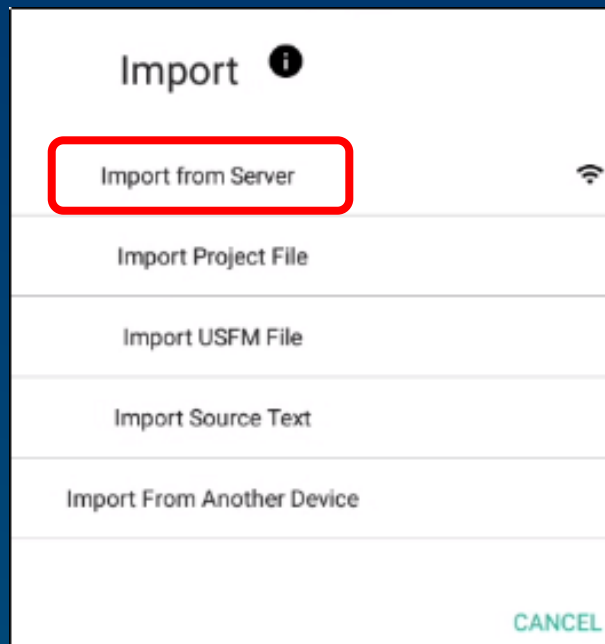 Import
Import from Server
Import Project File
Import USFM File
Import Source Text
Import From Another Device
CANCEL